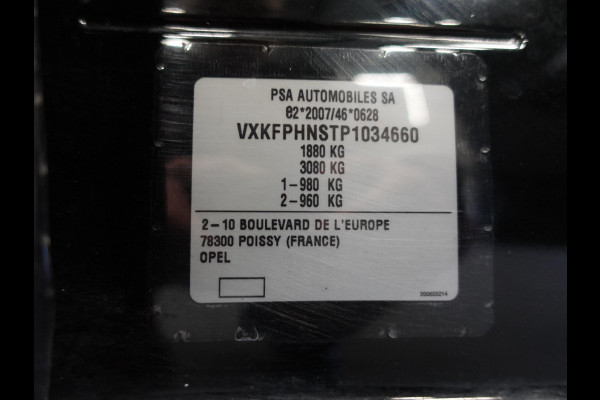 PSA AUTOMOBILES SA
e2*2007/46*0628
VXKFPHNSTP1034660
1880 KG
3080 KG
1-980 KG
2-960 KG
2-10 BOULEVARD DE L'EUROPE
78300 POISSY (FRANCE)
OPEL